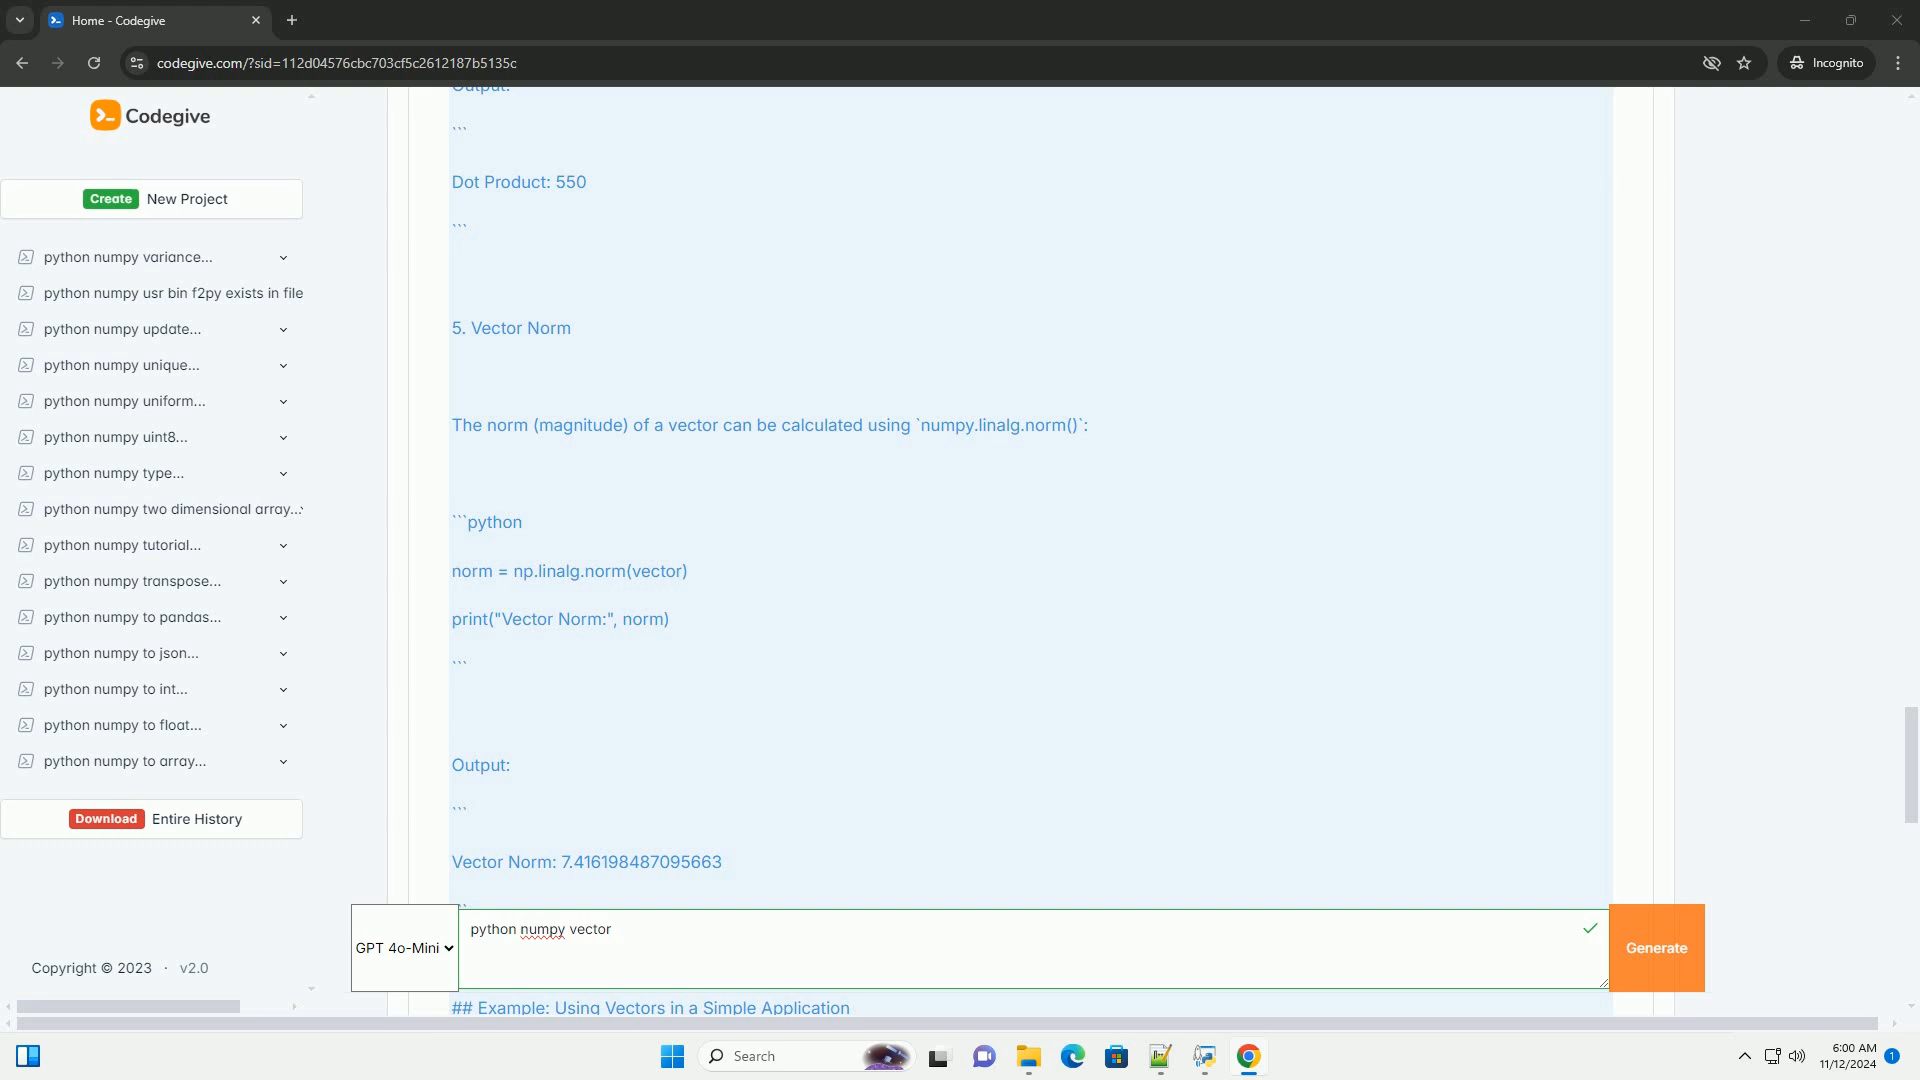 Home - Codegive
codegive.com/?sid=112d04576cbc703cf5c2612187b5135c
Incognito
Codegive
Create New Project
python numpy variance...
python numpy usr bin f2py exists in file
python numpy update...
python numpy unique...
python numpy uniform...
python numpy uint8...
python numpy type...
python numpy two dimensional array...
python numpy tutorial...
python numpy transpose...
python numpy to pandas...
python numpy to json...
python numpy to int...
python numpy to float...
python numpy to array...
Download Entire History
Copyright © 2023 · v2.0
Output:
```
Dot Product: 550
```
5. Vector Norm
The norm (magnitude) of a vector can be calculated using `numpy.linalg.norm()`:
```python
norm = np.linalg.norm(vector)
print("Vector Norm:", norm)
```
Output:
```
Vector Norm: 7.416198487095663
```
GPT 4o-Mini
python numpy vector
Generate
## Example: Using Vectors in a Simple Application
Search
6:00 AM
11/12/2024
1